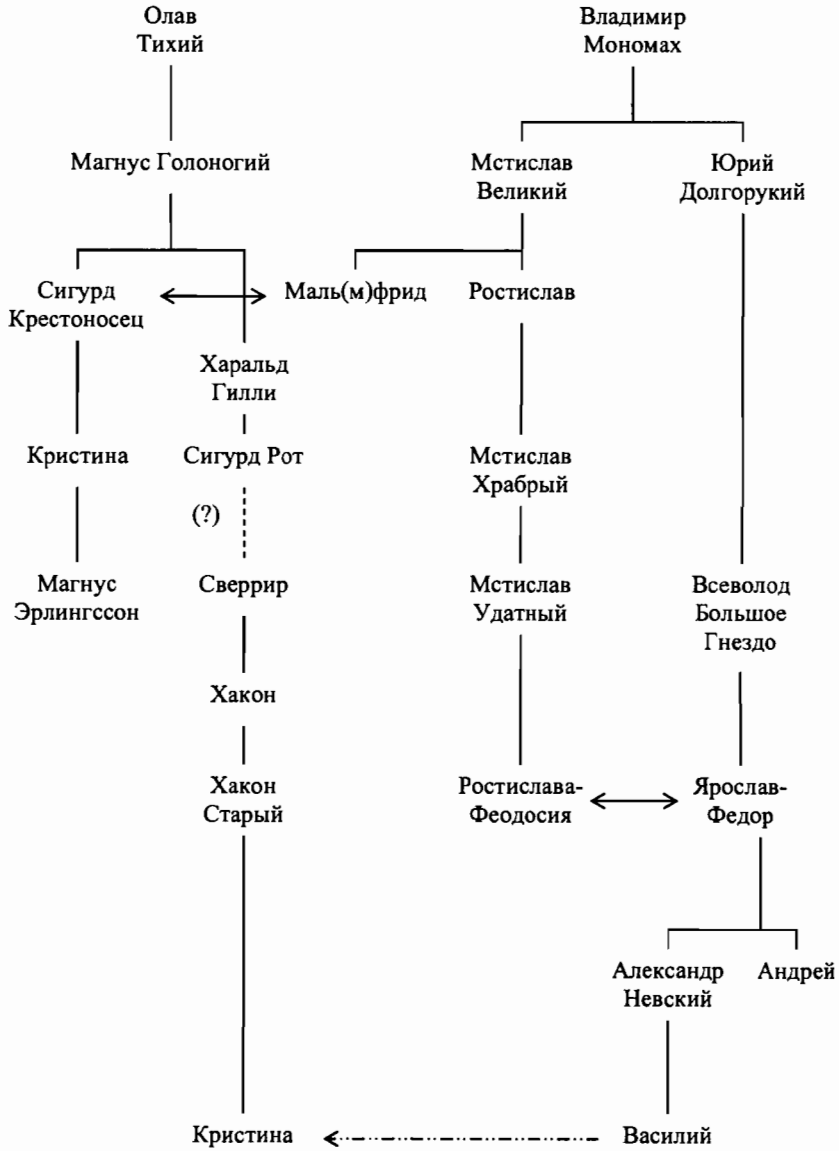 Олав
Тихий
Владимир
Мономах
Магнус Голоногий
Мстислав
Великий
Юрий
Долгорукий
Сигурд
Крестоносец
Маль(м)фрид
Ростислав
Харальд
Гилли
Кристина
Сигурд Рот
Мстислав
Храбрый
(?)
Магнус
Эрлингссон
Сверрир
Мстислав
Удатный
Всеволод
Большое
Гнездо
Хакон
Хакон
Старый
Ростислава-
Феодосия
Ярослав-
Федор
Александр
Невский
Андрей
Кристина
Василий